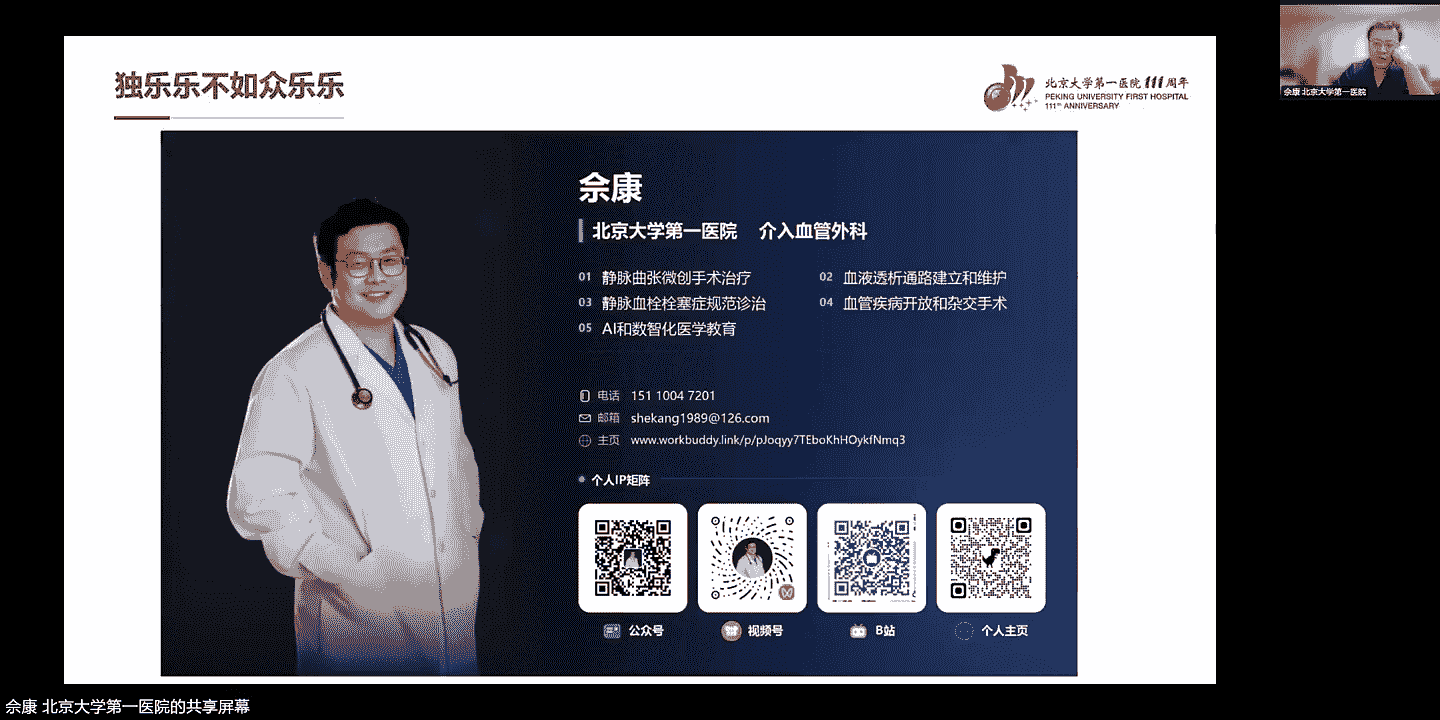 独乐乐不如众乐乐
北京大学第一医院111周年
PEKING UNIVERSITY FIRST HOSPITAL
111th ANNIVERSARY
佘康 北京大学第一医院
佘康
北京大学第一医院 介入血管外科
01 静脉曲张微创手术治疗
02 血液透析通路建立和维护
03 静脉血栓栓塞症规范诊治
04 血管疾病开放和杂交手术
05 AI和数智化医学教育
电话 151 1004 7201
邮箱 shekang1989@126.com
主页 www.workbuddy.link/p/pJoqyy7TEboKhHOykfNmq3
个人IP矩阵
公众号
视频号
B站
个人主页
佘康 北京大学第一医院的共享屏幕